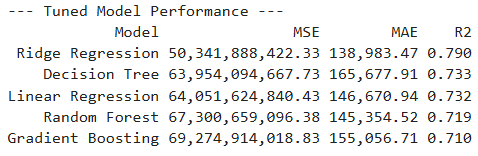 --- Tuned Model Performance ---
Model MSE MAE R2
Ridge Regression 50,341,888,422.33 138,983.47 0.790
Decision Tree 63,954,094,667.73 165,677.91 0.733
Linear Regression 64,051,624,840.43 146,670.94 0.732
Random Forest 67,300,659,096.38 145,354.52 0.719
Gradient Boosting 69,274,914,018.83 155,056.71 0.710